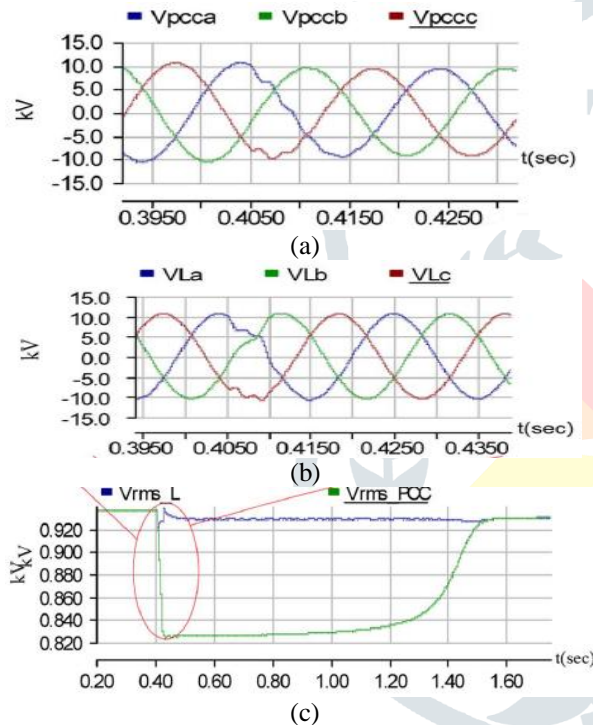 Vpcca Vpccb Vpccc
15.0
10.0
5.0
0.0
-5.0
-10.0
-15.0
kV
t(sec)
0.3950 0.4050 0.4150 0.4250
(a)
VLa VLb VLc
15.0
10.0
5.0
0.0
-5.0
-10.0
-15.0
kV
t(sec)
0.3950 0.4050 0.4150 0.4250 0.4350
(b)
Vrms_L Vrms_PCC
0.920
0.900
0.880
0.860
0.840
0.820
kV
kV
t(sec)
0.20 0.40 0.60 0.80 1.00 1.20 1.40 1.60
(c)